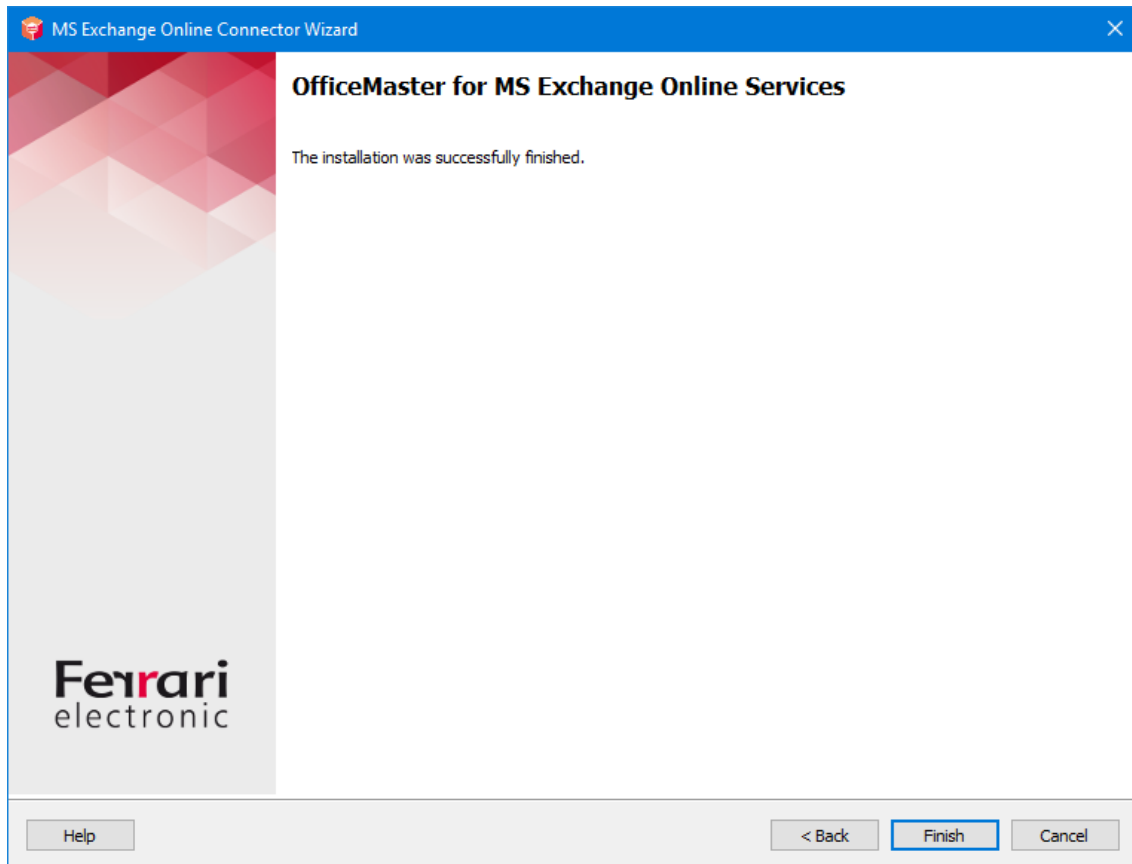 MS Exchange Online Connector Wizard
OfficeMaster for MS Exchange Online Services
The installation was successfully finished.
Ferrari
electronic
Help
< Back
Finish
Cancel